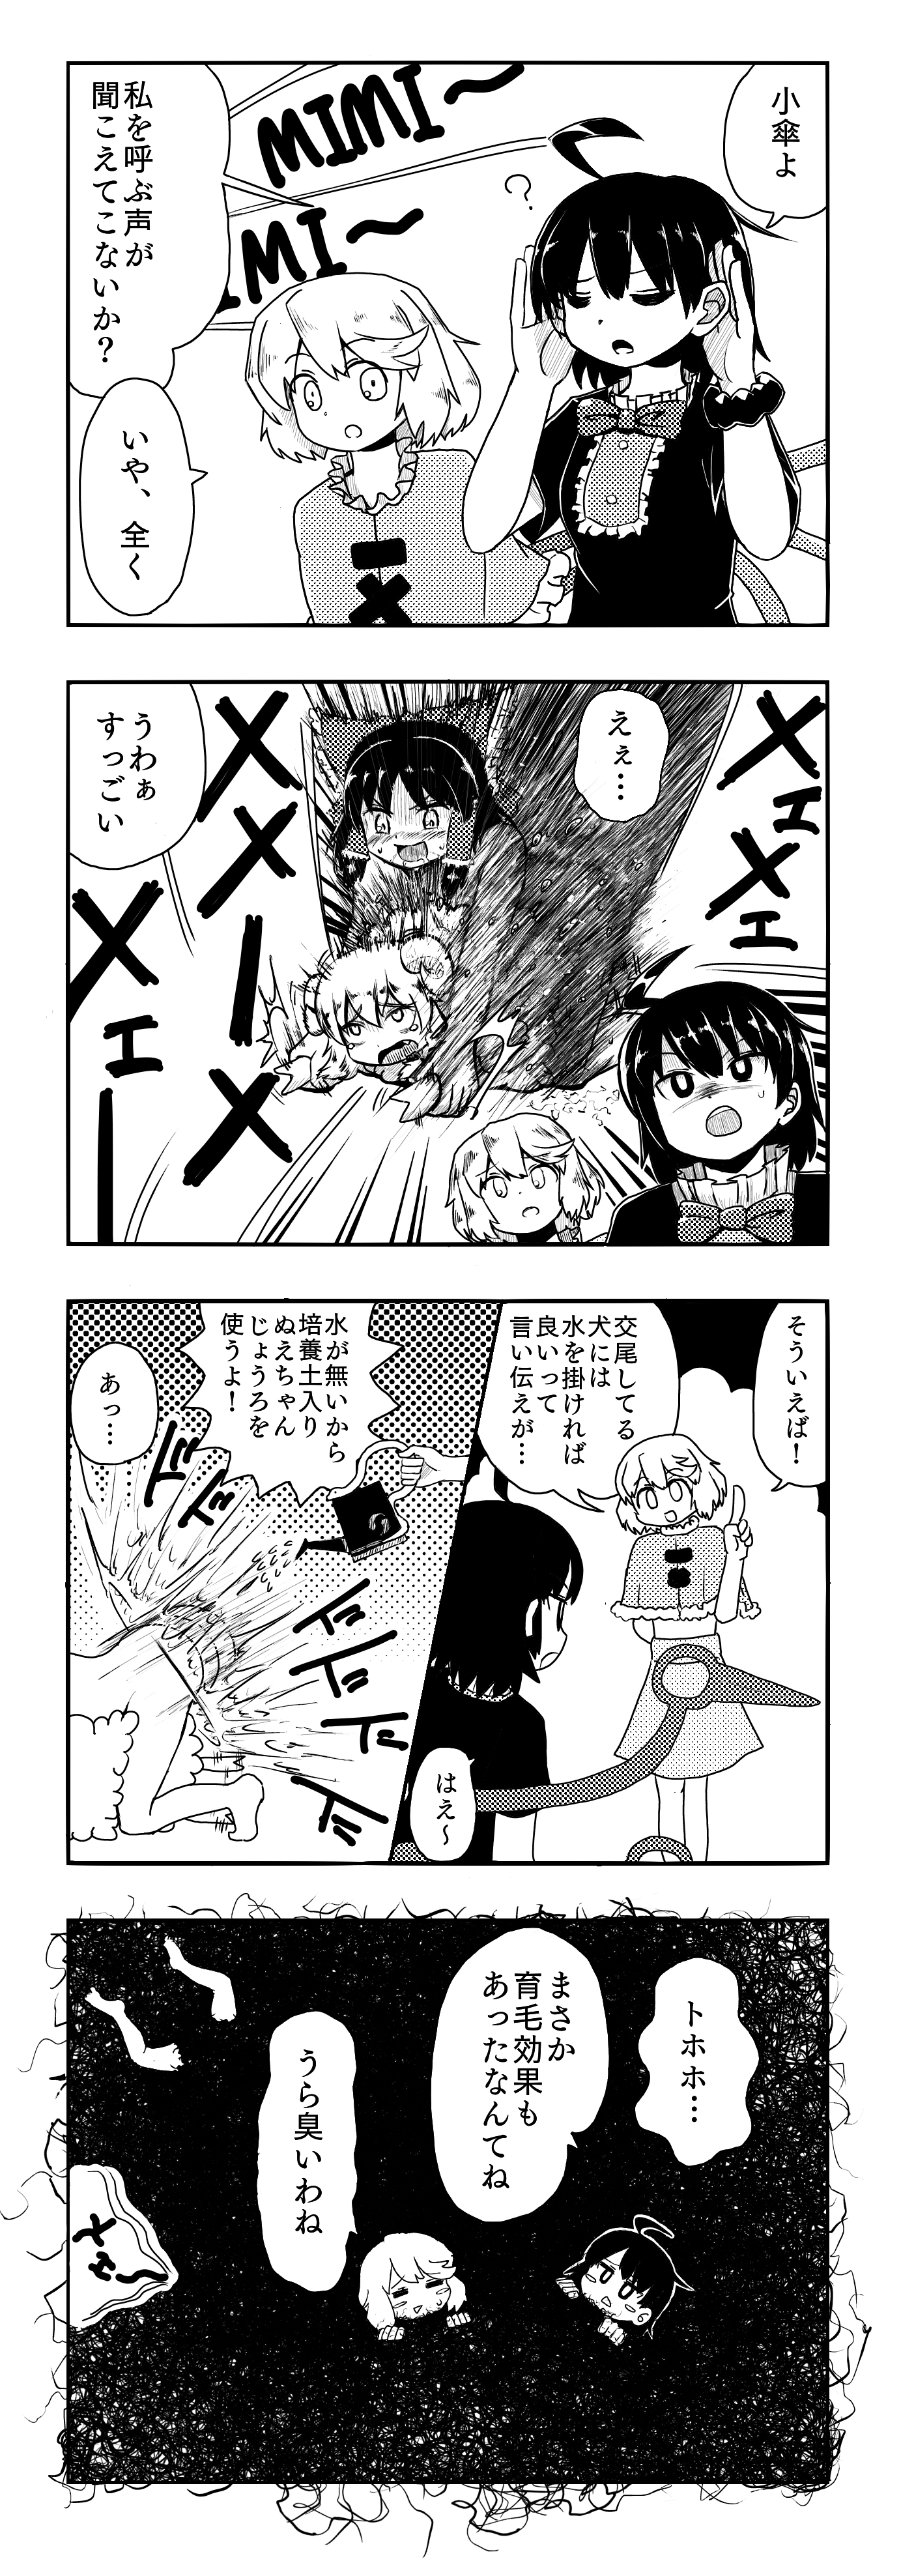 小傘よ
MIMI〜
MIMI〜
私を呼ぶ声が
聞こえてこないか?
?
いや、全く
メェ
メェ
えぇ…
メメーメ
うわぁ
すっごい
メェー
そういえば!
交尾してる
犬には
水を掛ければ
良いって
言い伝えが…
はえ〜
水が無いから
培養土入り
ぬえちゃん
じょうろを
使うよ!
ドバ
あっ…
トホホ…
まさか
育毛効果も
あったなんてね
うら臭いわね